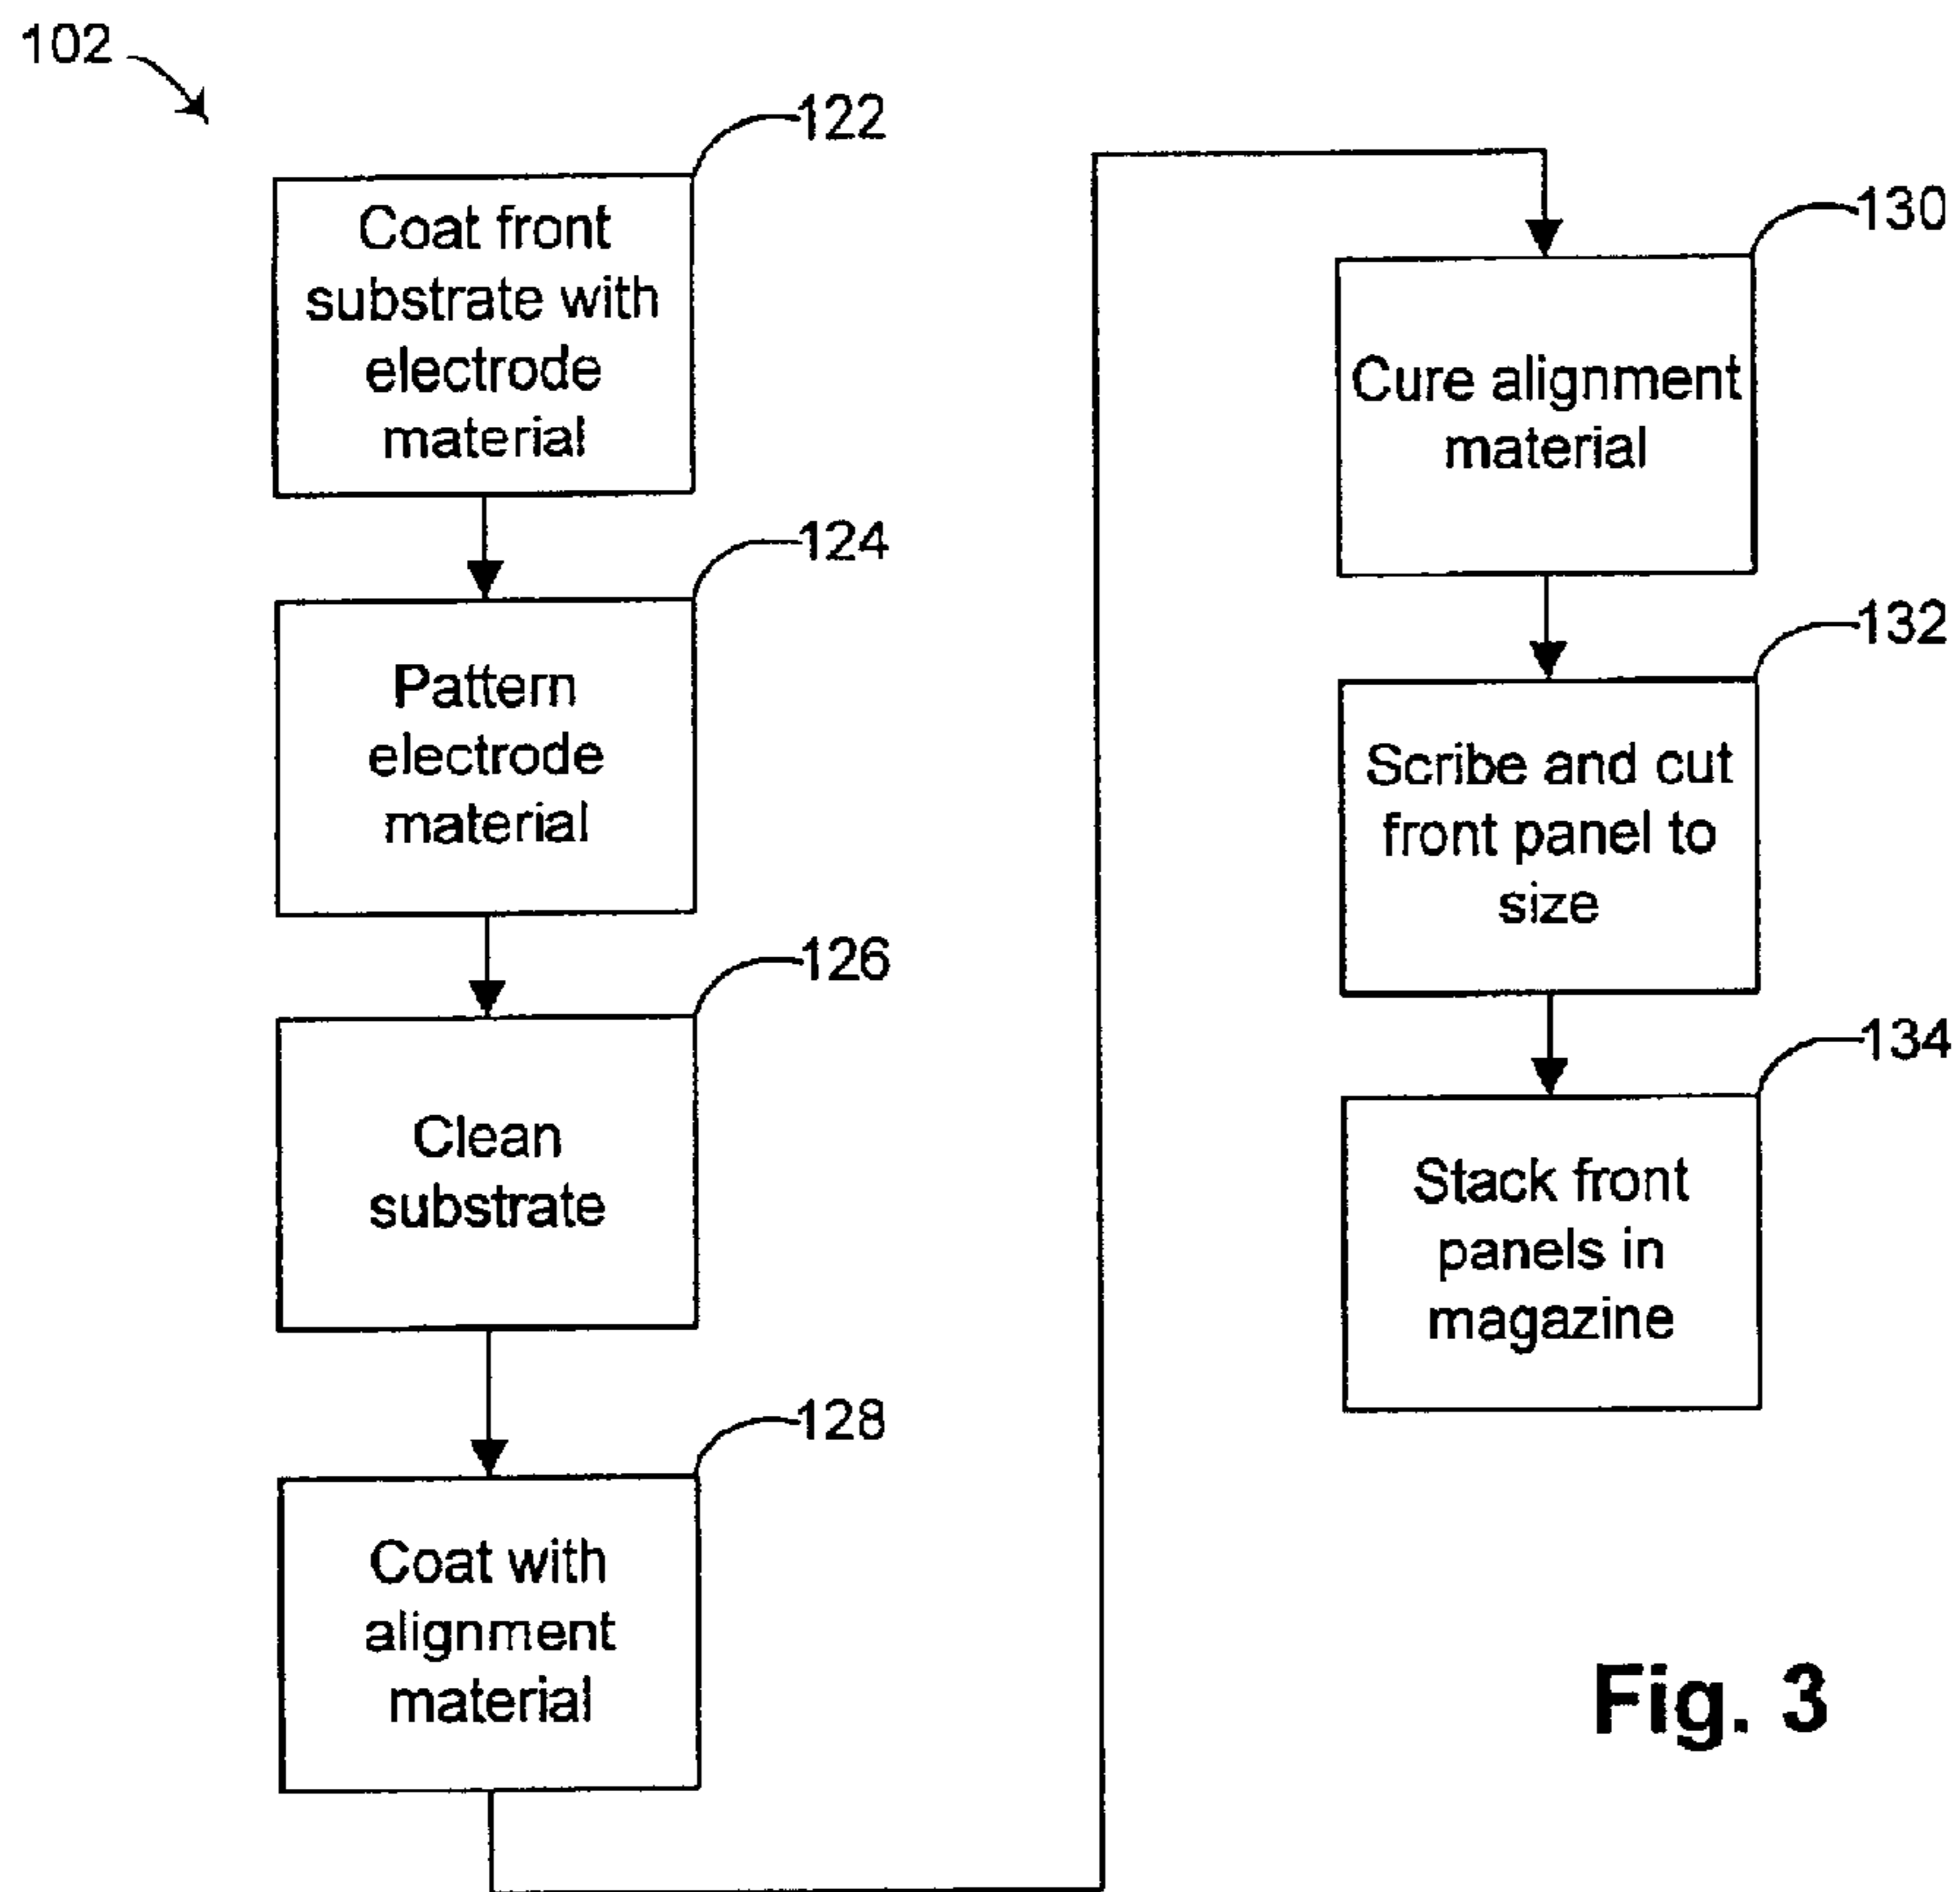 102
122
Coat front
substrate with
electrode
material
124
Pattern
electrode
material
126
Clean
substrate
128
Coat with
alignment
material
130
Cure alignment
material
132
Scribe and cut
front panel to
size
134
Stack front
panels in
magazine
Fig. 3